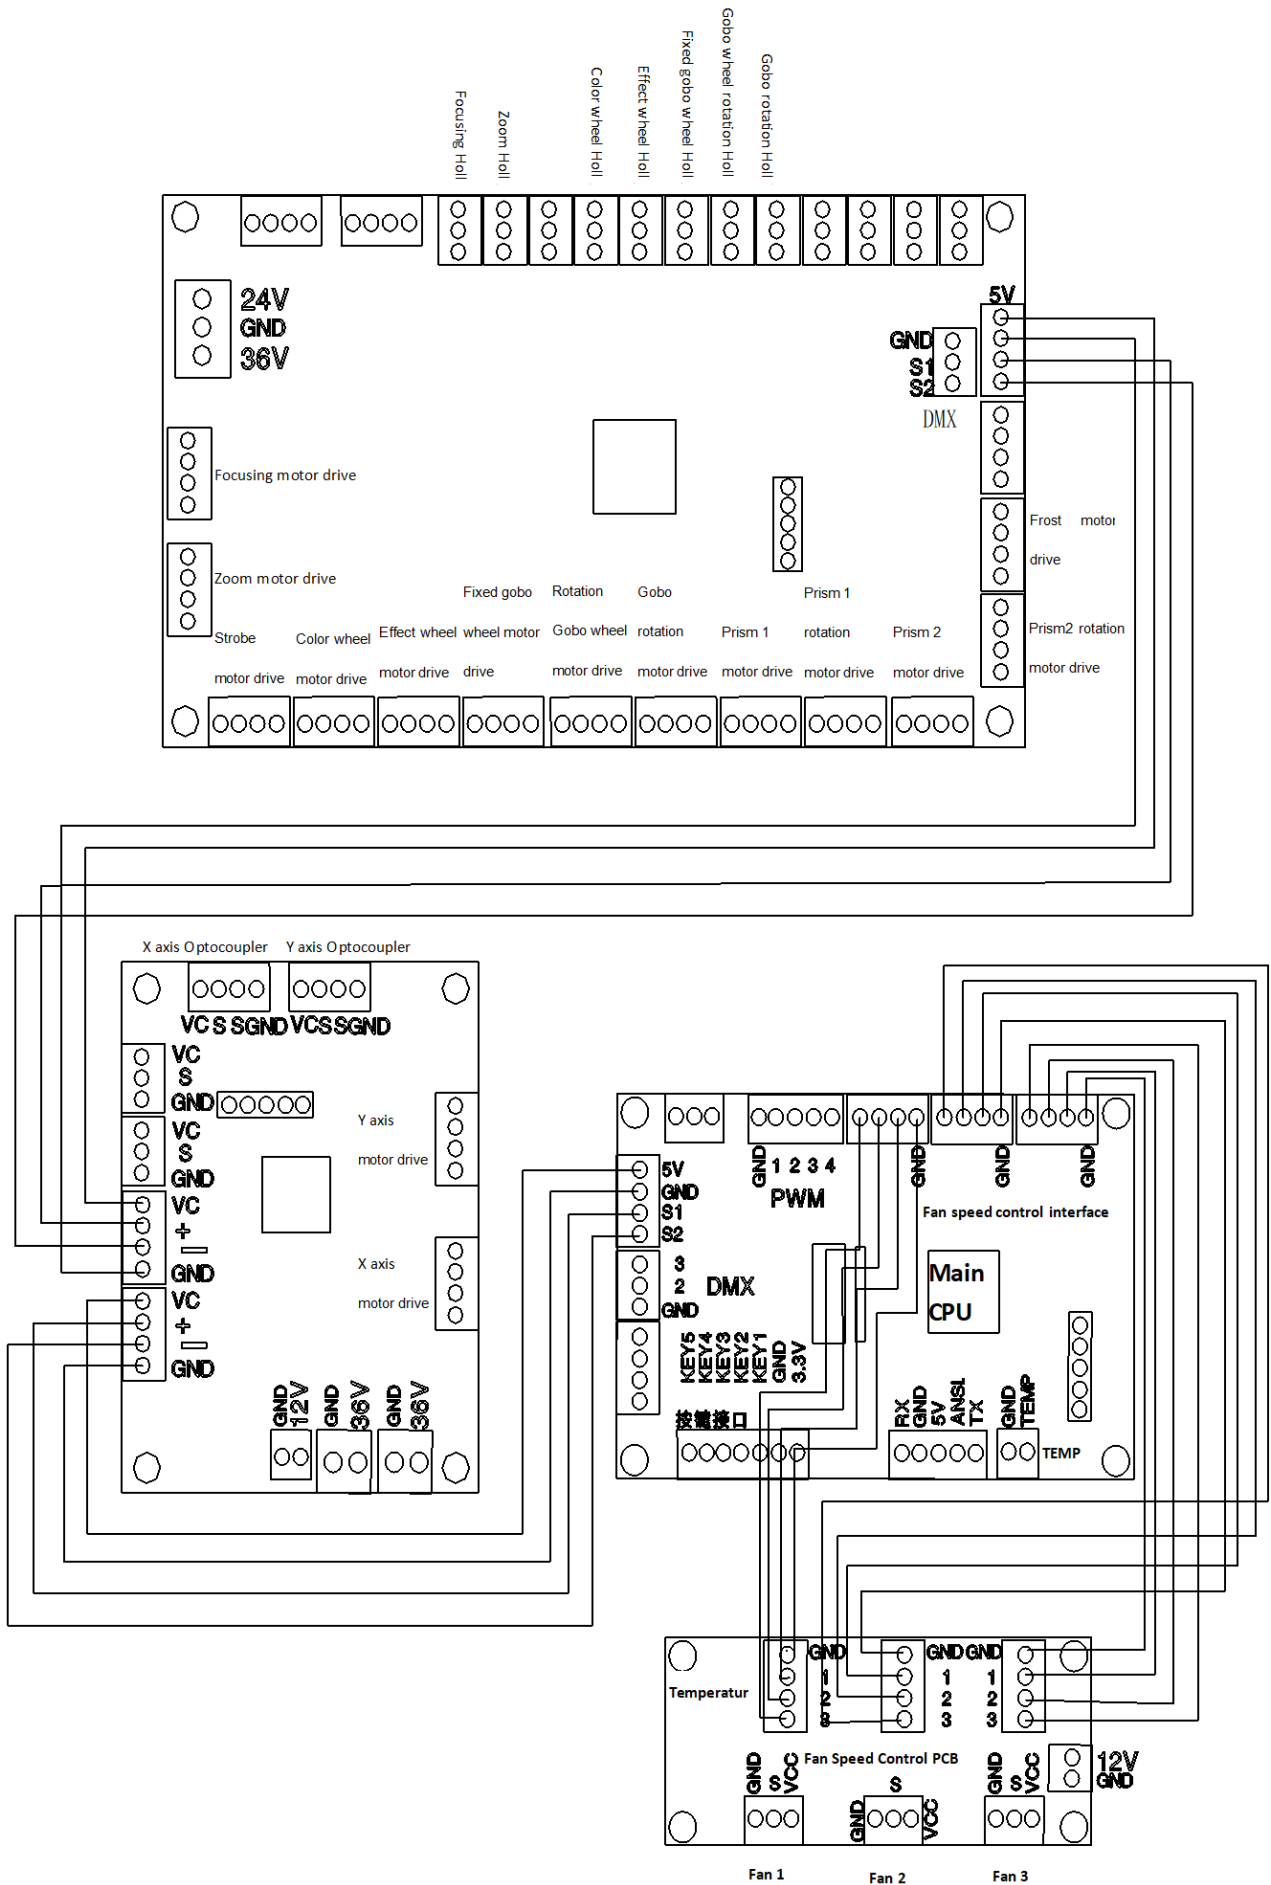 Focusing Holl
Zoom Holl
Color wheel Holl
Effect wheel Holl
Fixed gobo wheel Holl
Gobo wheel rotation Holl
Gobo rotation Holl
24V
GND
36V
5V
GND
S1
S2
DMX
Focusing motor drive
Zoom motor drive
Frost motor
drive
Prism2 rotation
motor drive
Strobe
motor drive
Color wheel
motor drive
Effect wheel
motor drive
Fixed gobo
wheel motor
drive
Rotation
Gobo wheel
motor drive
Gobo
rotation
motor drive
Prism 1
motor drive
Prism 1
rotation
motor drive
Prism 2
motor drive
X axis Optocoupler
Y axis Optocoupler
VC S SGND VCS SGND
VC
S
GND
VC
S
GND
VC
+
—
GND
VC
+
—
GND
Y axis
motor drive
X axis
motor drive
GND
12V
GND
36V
GND
36V
5V
GND
S1
S2
3
2
GND
DMX
GND 1 2 3 4
PWM
GND
GND
GND
Fan speed control interface
Main
CPU
KEY5
KEY4
KEY3
KEY2
KEY1
GND
3.3V
按键接口
RX
GND
5V
ANSL
TX
GND
TEMP
TEMP
Temperatur
GND
1
2
3
GND
1
2
3
GND
1
2
3
Fan Speed Control PCB
GND
S
VCC
GND
S
VCC
GND
S
VCC
12V
GND
Fan 1
Fan 2
Fan 3